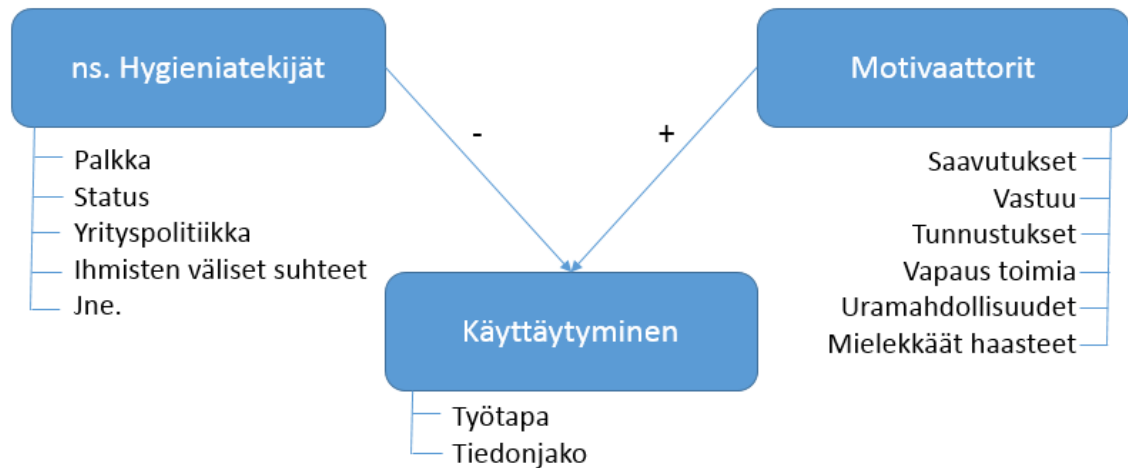 ns. Hygieniatekijät
Motivaattorit
-
+
Palkka
Status
Yrityspolitiikka
Ihmisten väliset suhteet
Jne.
Saavutukset
Vastuu
Tunnustukset
Vapaus toimia
Uramahdollisuudet
Mielekkäät haasteet
Käyttäytyminen
Työtapa
Tiedonjako